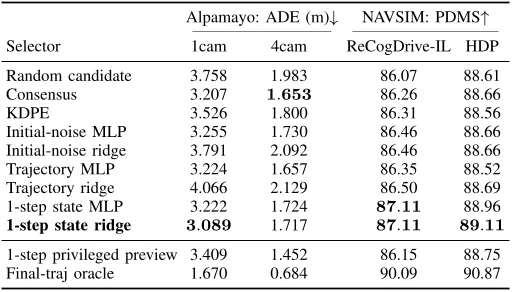 Alpamayo: ADE (m)↓ NAVSIM: PDMS↑
Selector 1cam 4cam ReCogDrive-IL HDP
Random candidate 3.758 1.983 86.07 88.61
Consensus 3.207 1.653 86.26 88.66
KDPE 3.526 1.800 86.31 88.56
Initial-noise MLP 3.255 1.730 86.46 88.66
Initial-noise ridge 3.791 2.092 86.46 88.66
Trajectory MLP 3.224 1.657 86.35 88.52
Trajectory ridge 4.066 2.129 86.50 88.69
1-step state MLP 3.222 1.724 87.11 88.96
1-step state ridge 3.089 1.717 87.11 89.11
1-step privileged preview 3.409 1.452 86.15 88.75
Final-traj oracle 1.670 0.684 90.09 90.87